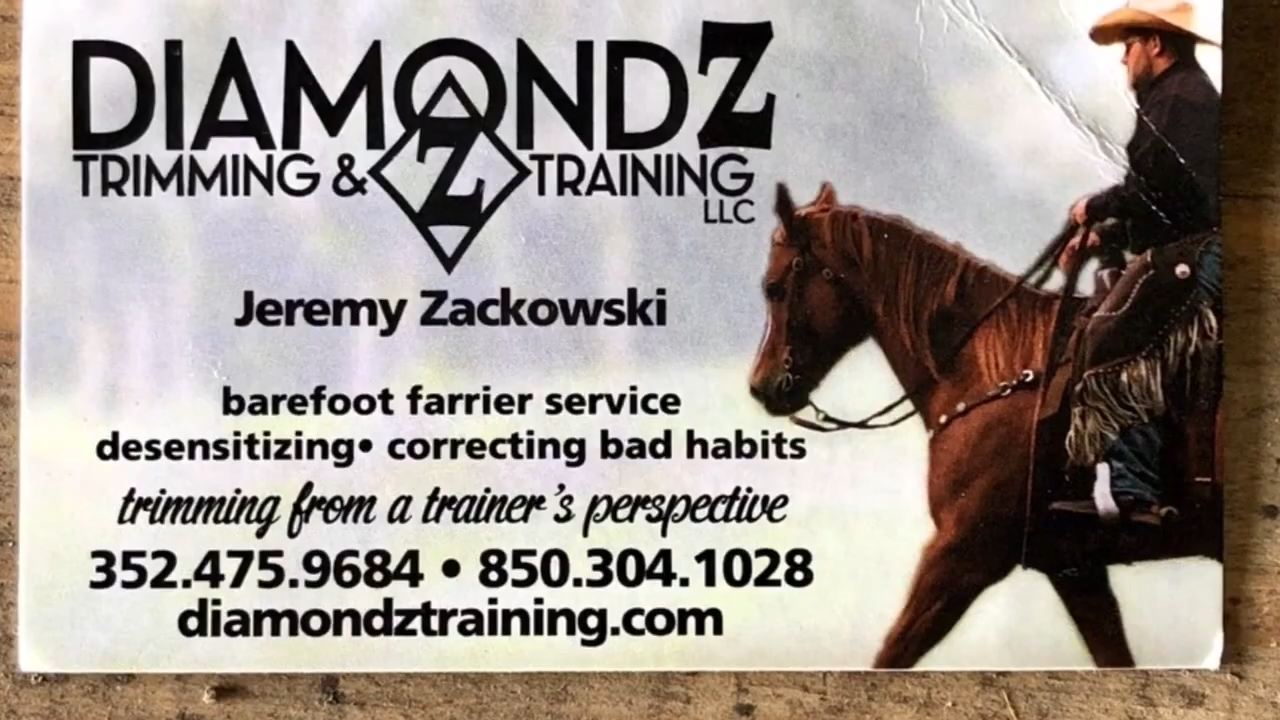 DIAMOND Z
TRIMMING & Z TRAINING
LLC
Jeremy Zackowski
barefoot farrier service
desensitizing• correcting bad habits
trimming from a trainer's perspective
352.475.9684 • 850.304.1028
diamondztraining.com